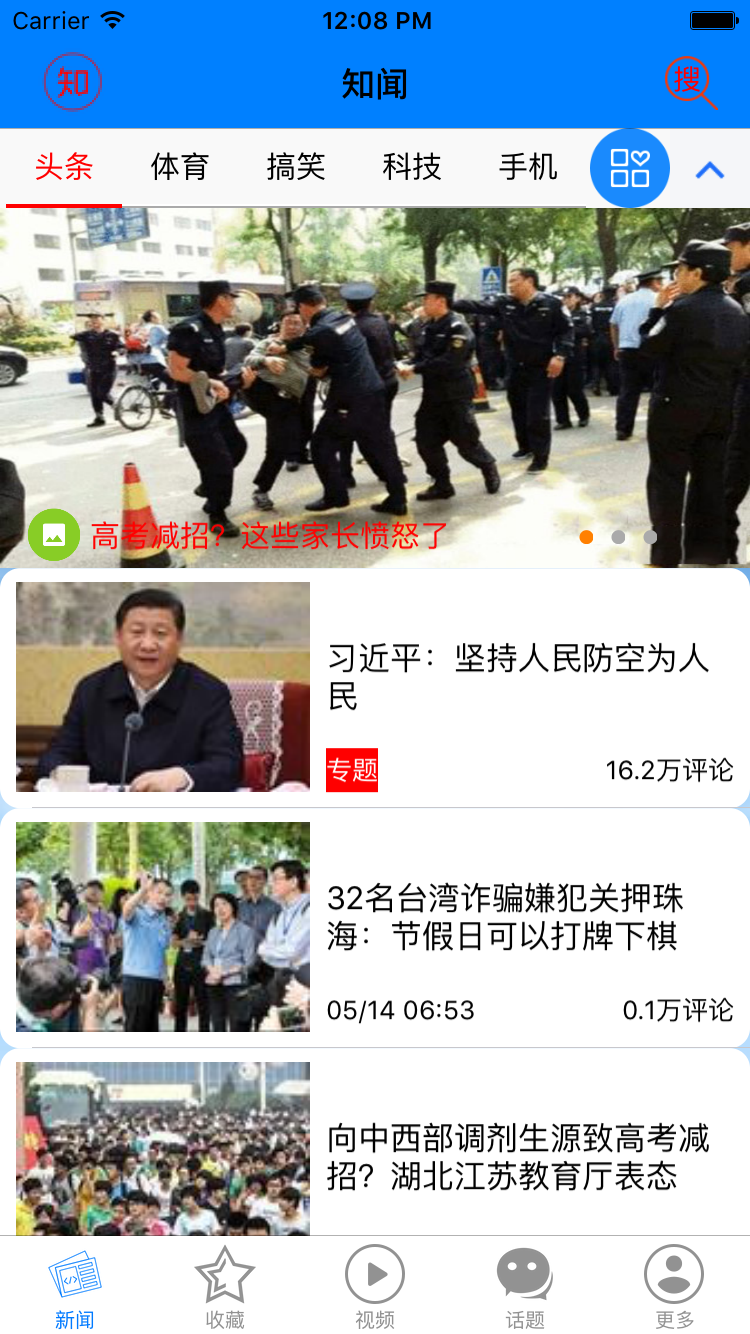 Carrier 12:08 PM
知 知闻 搜
头条 体育 搞笑 科技 手机
高考减招？这些家长愤怒了
习近平：坚持人民防空为人
民
专题 16.2万评论
32名台湾诈骗嫌犯关押珠
海：节假日可以打牌下棋
05/14 06:53 0.1万评论
向中西部调剂生源致高考减
招？湖北江苏教育厅表态
新闻 收藏 视频 话题 更多